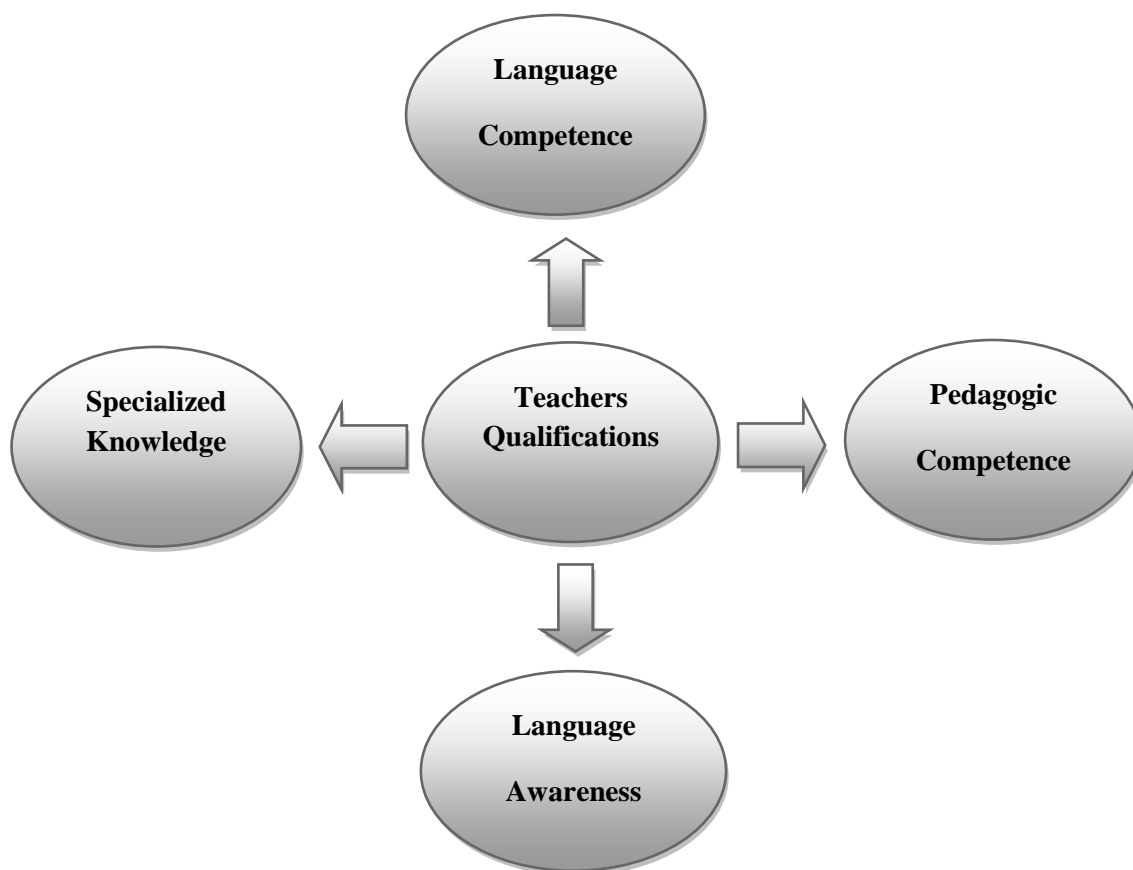 Language
Competence
Specialized
Knowledge
Teachers
Qualifications
Pedagogic
Competence
Language
Awareness